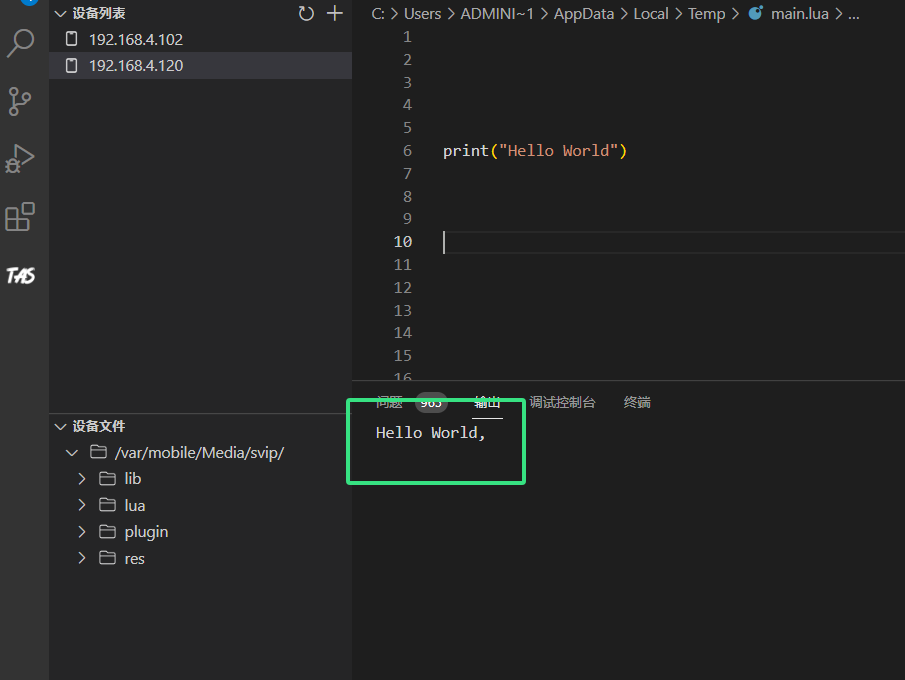 设备列表
192.168.4.102
192.168.4.120
TAS
C: > Users > ADMINI~1 > AppData > Local > Temp > main.lua > ...
1
2
3
4
5
6 print("Hello World")
7
8
9
10
11
12
13
14
15
16
设备文件
/var/mobile/Media/svip/
lib
lua
plugin
res
问题 963 输出 调试控制台 终端
Hello World,